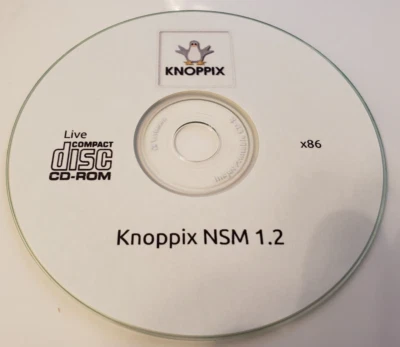 KNOPPIX
Live
COMPACT
disc
CD-ROM
x86
Knoppix NSM 1.2